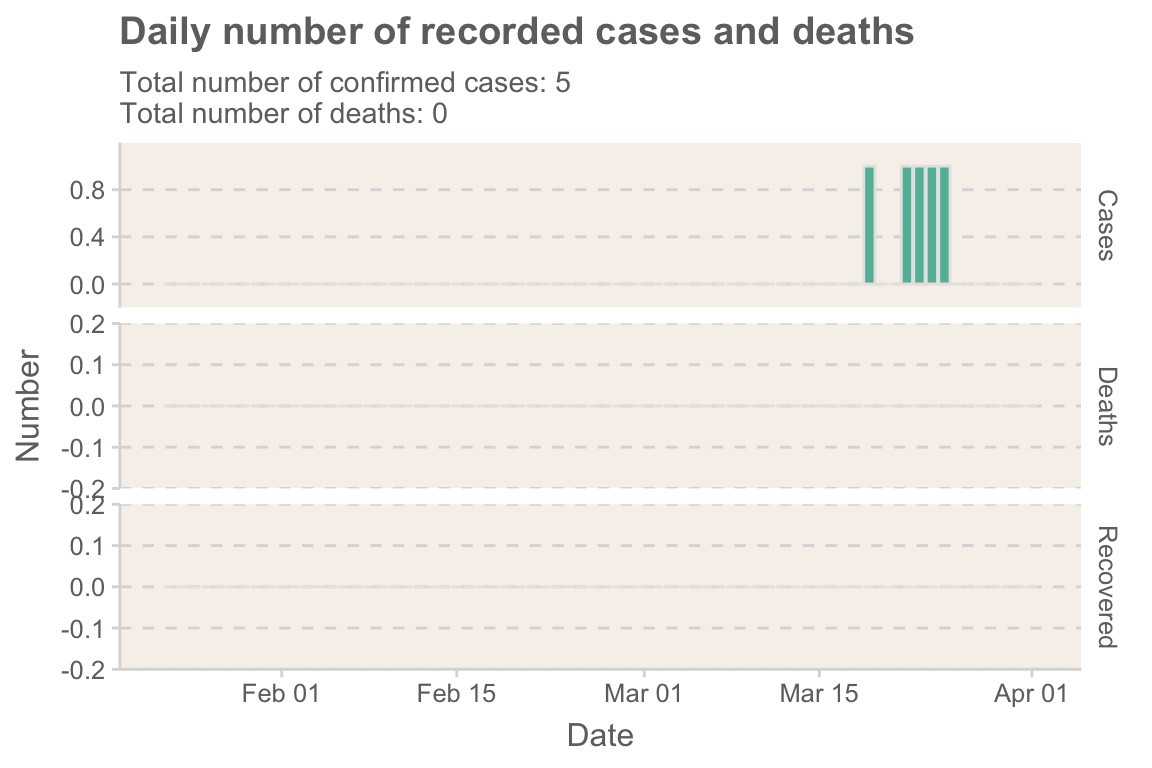 Daily number of recorded cases and deaths
Total number of confirmed cases: 5
Total number of deaths: 0
0.8
0.4
0.0
Cases
0.2
0.1
0.0
-0.1
-0.2
Deaths
0.2
0.1
0.0
-0.1
-0.2
Recovered
Number
Feb 01 Feb 15 Mar 01 Mar 15 Apr 01
Date